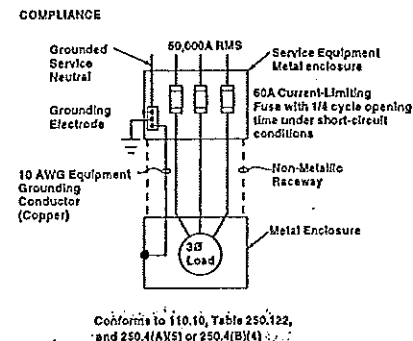 COMPLIANCE
Grounded
Service
Neutral
50,000A RMS
Service Equipment
Metal enclosure
Grounding
Electrode
60A Current-Limiting
Fuse with 1/4 cycle opening
time under short-circuit
conditions
10 AWG Equipment
Grounding
Conductor
(Copper)
Non-Metallic
Raceway
Metal Enclosure
3Ø
Load
Conforms to 110.10, Table 250.122,
and 250.4(A)(5) or 250.4(B)(4)